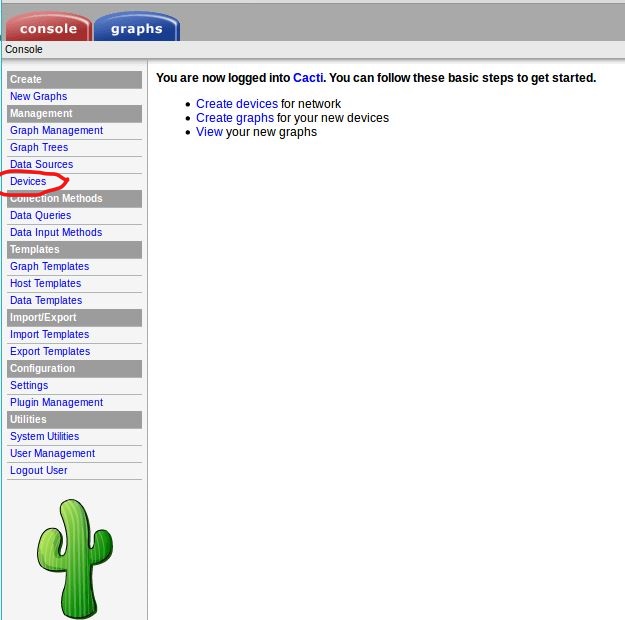 console graphs
Console
Create
New Graphs
Management
Graph Management
Graph Trees
Data Sources
Devices
Collection Methods
Data Queries
Data Input Methods
Templates
Graph Templates
Host Templates
Data Templates
Import/Export
Import Templates
Export Templates
Configuration
Settings
Plugin Management
Utilities
System Utilities
User Management
Logout User
You are now logged into Cacti. You can follow these basic steps to get started.
Create devices for network
Create graphs for your new devices
View your new graphs